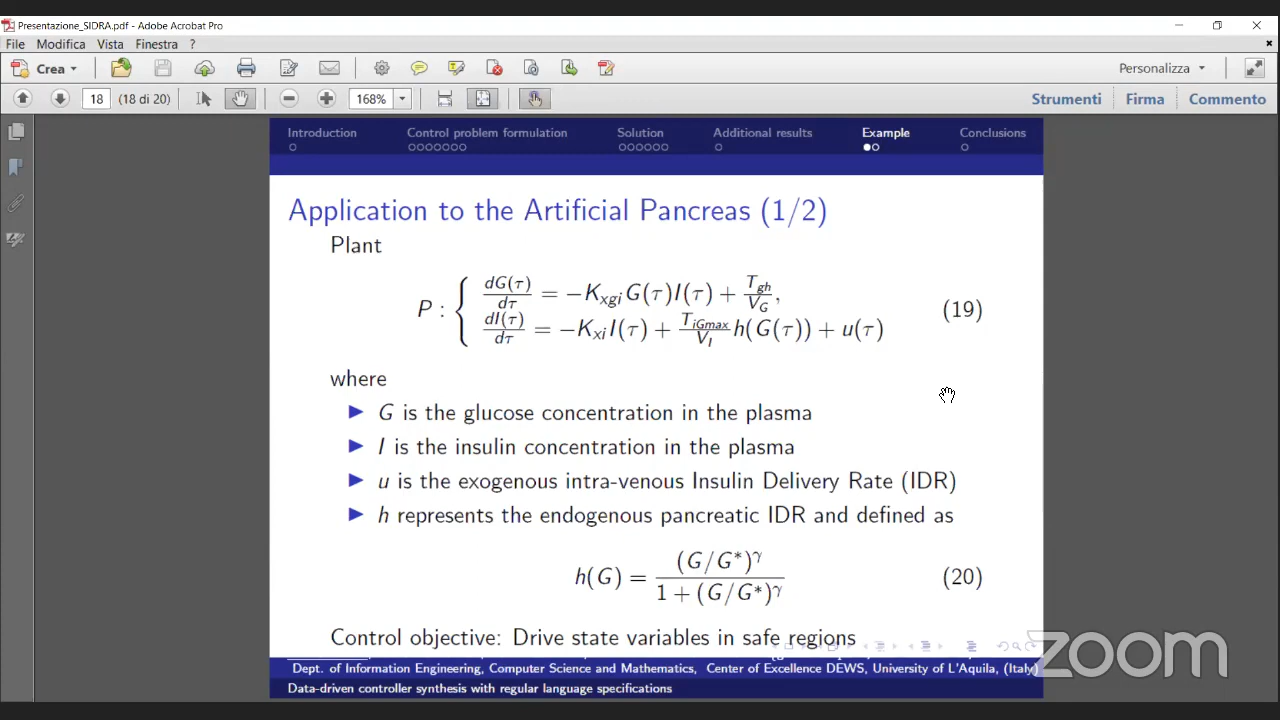 Presentazione_SIDRA.pdf - Adobe Acrobat Pro
File Modifica Vista Finestra ?
Crea Personalizza
18 (18 di 20) 168% Strumenti Firma Commento
Introduction Control problem formulation Solution Additional results Example Conclusions
Application to the Artificial Pancreas (1/2)
Plant
P : { dG(τ)/dτ = −K_xgi G(τ)I(τ) + T_gh/V_G,
dI(τ)/dτ = −K_xi I(τ) + T_iGmax/V_I h(G(τ)) + u(τ) (19)
where
▶ G is the glucose concentration in the plasma
▶ I is the insulin concentration in the plasma
▶ u is the exogenous intra-venous Insulin Delivery Rate (IDR)
▶ h represents the endogenous pancreatic IDR and defined as
h(G) = (G/G*)^γ / 1 + (G/G*)^γ (20)
Control objective: Drive state variables in safe regions
Dept. of Information Engineering, Computer Science and Mathematics, Center of Excellence DEWS, University of L'Aquila, (Italy)
Data-driven controller synthesis with regular language specifications
zoom